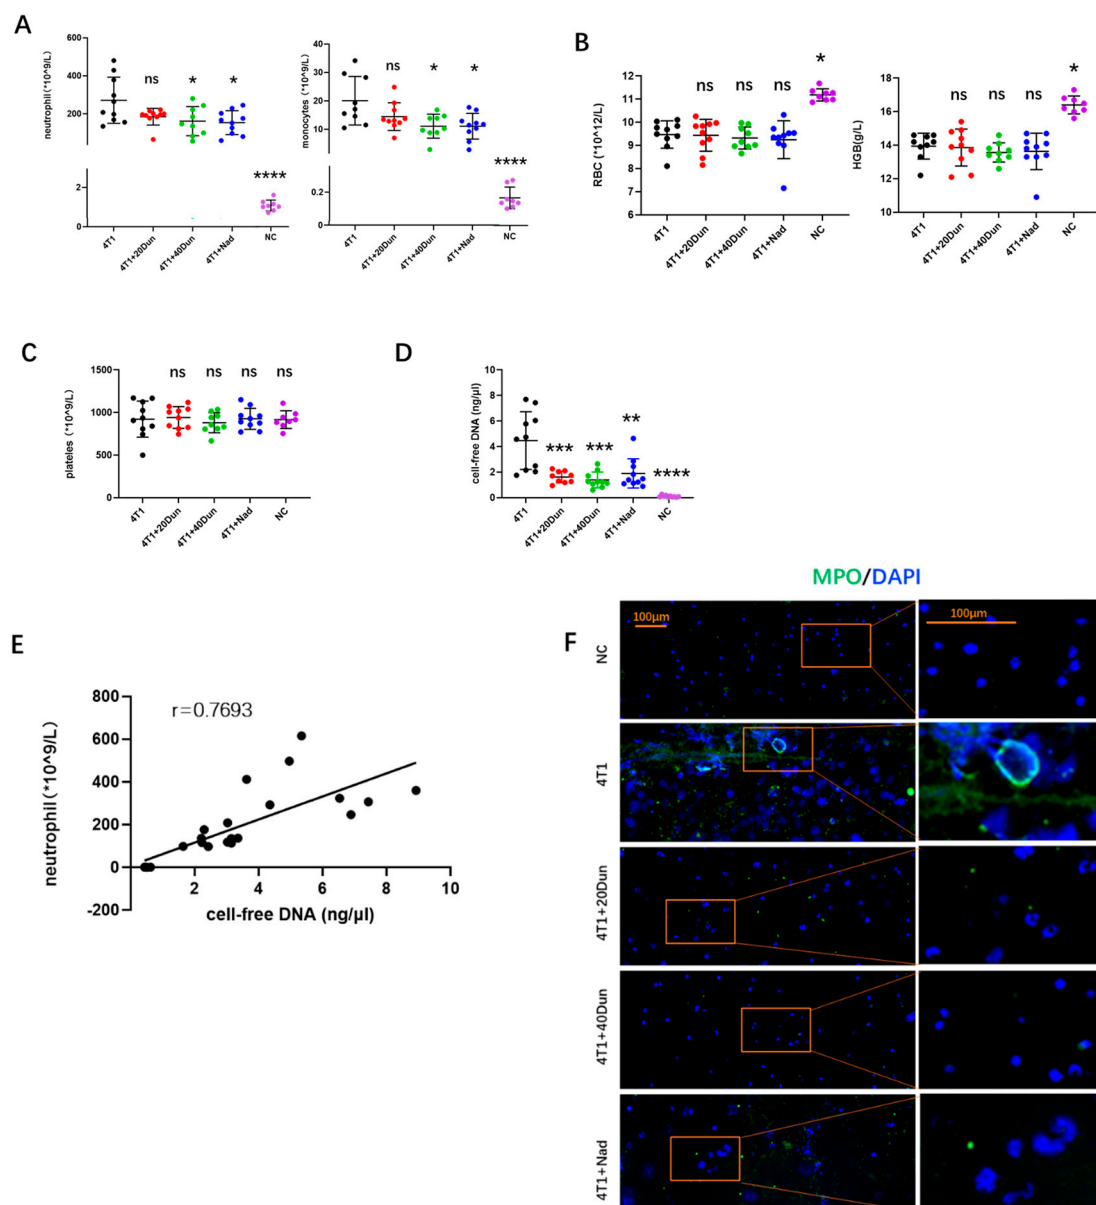 A
neutrophil(*10^9/L)
600
400
200
2
1
0
ns
*
*
****
4T1
4T1+20Dun
4T1+40Dun
4T1+Nad
NC
monocytes (*10^9/L)
40
30
20
10
0.2
0.0
ns
*
*
****
4T1
4T1+20Dun
4T1+40Dun
4T1+Nad
NC
B
RBC (*10^12/L)
12
11
10
9
8
7
6
ns
ns
ns
*
4T1
4T1+20Dun
4T1+40Dun
4T1+Nad
NC
HGB(g/L)
18
16
14
12
10
ns
ns
ns
*
4T1
4T1+20Dun
4T1+40Dun
4T1+Nad
NC
C
plateles (*10^9/L)
1500
1000
500
0
ns
ns
ns
ns
4T1
4T1+20Dun
4T1+40Dun
4T1+Nad
NC
D
cell-free DNA (ng/μl)
10
8
6
4
2
0
***
***
**
****
4T1
4T1+20Dun
4T1+40Dun
4T1+Nad
NC
E
r=0.7693
neutrophil(*10^9/L)
800
600
400
200
0
-200
2 4 6 8 10
cell-free DNA (ng/μl)
F
MPO/DAPI
100μm
100μm
NC
4T1
4T1+20Dun
4T1+40Dun
4T1+Nad